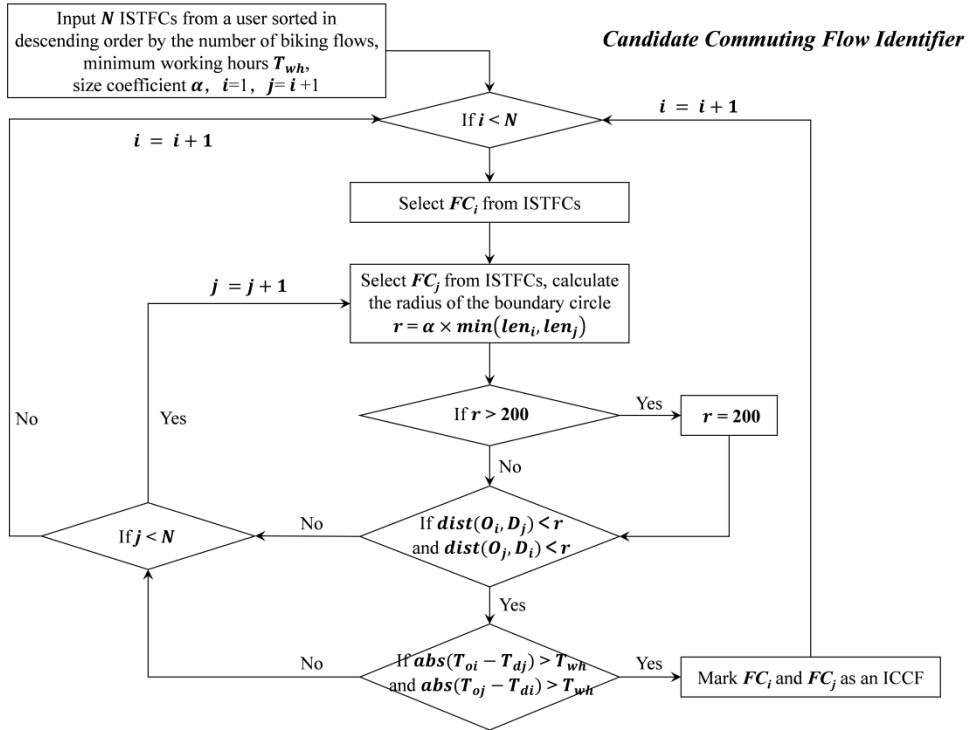 Input N ISTFCs from a user sorted in
descending order by the number of biking flows,
minimum working hours T_wh,
size coefficient α, i=1, j= i +1
Candidate Commuting Flow Identifier
If i < N
i = i + 1
i = i + 1
Select FC_i from ISTFCs
Select FC_j from ISTFCs, calculate
the radius of the boundary circle
r = α × min(len_i, len_j)
j = j + 1
If r > 200
Yes
r = 200
No
Yes
No
If dist(O_i, D_j) < r
and dist(O_j, D_i) < r
No
If j < N
Yes
If abs(T_oi − T_dj) > T_wh
and abs(T_oj − T_di) > T_wh
No
Yes
Mark FC_i and FC_j as an ICCF